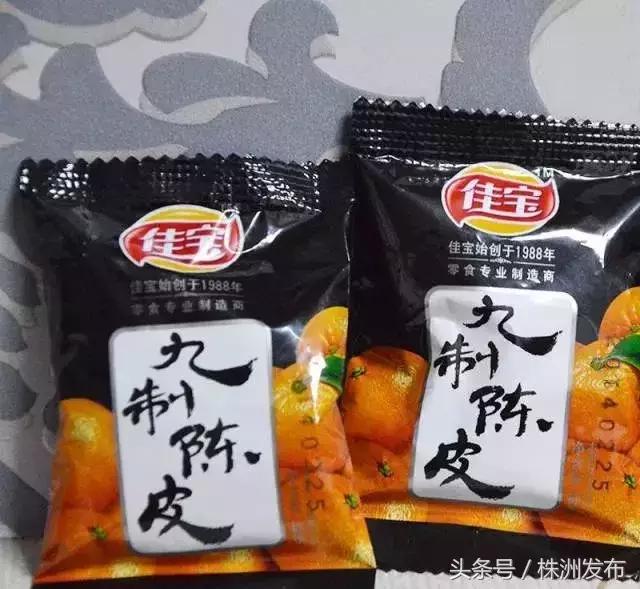 佳宝
佳宝始创于1988年
零食专业制造商
九制陈皮
佳宝
TM
佳宝始创于1988年
零食专业制造商
九制陈皮
头条号 / 株洲发布